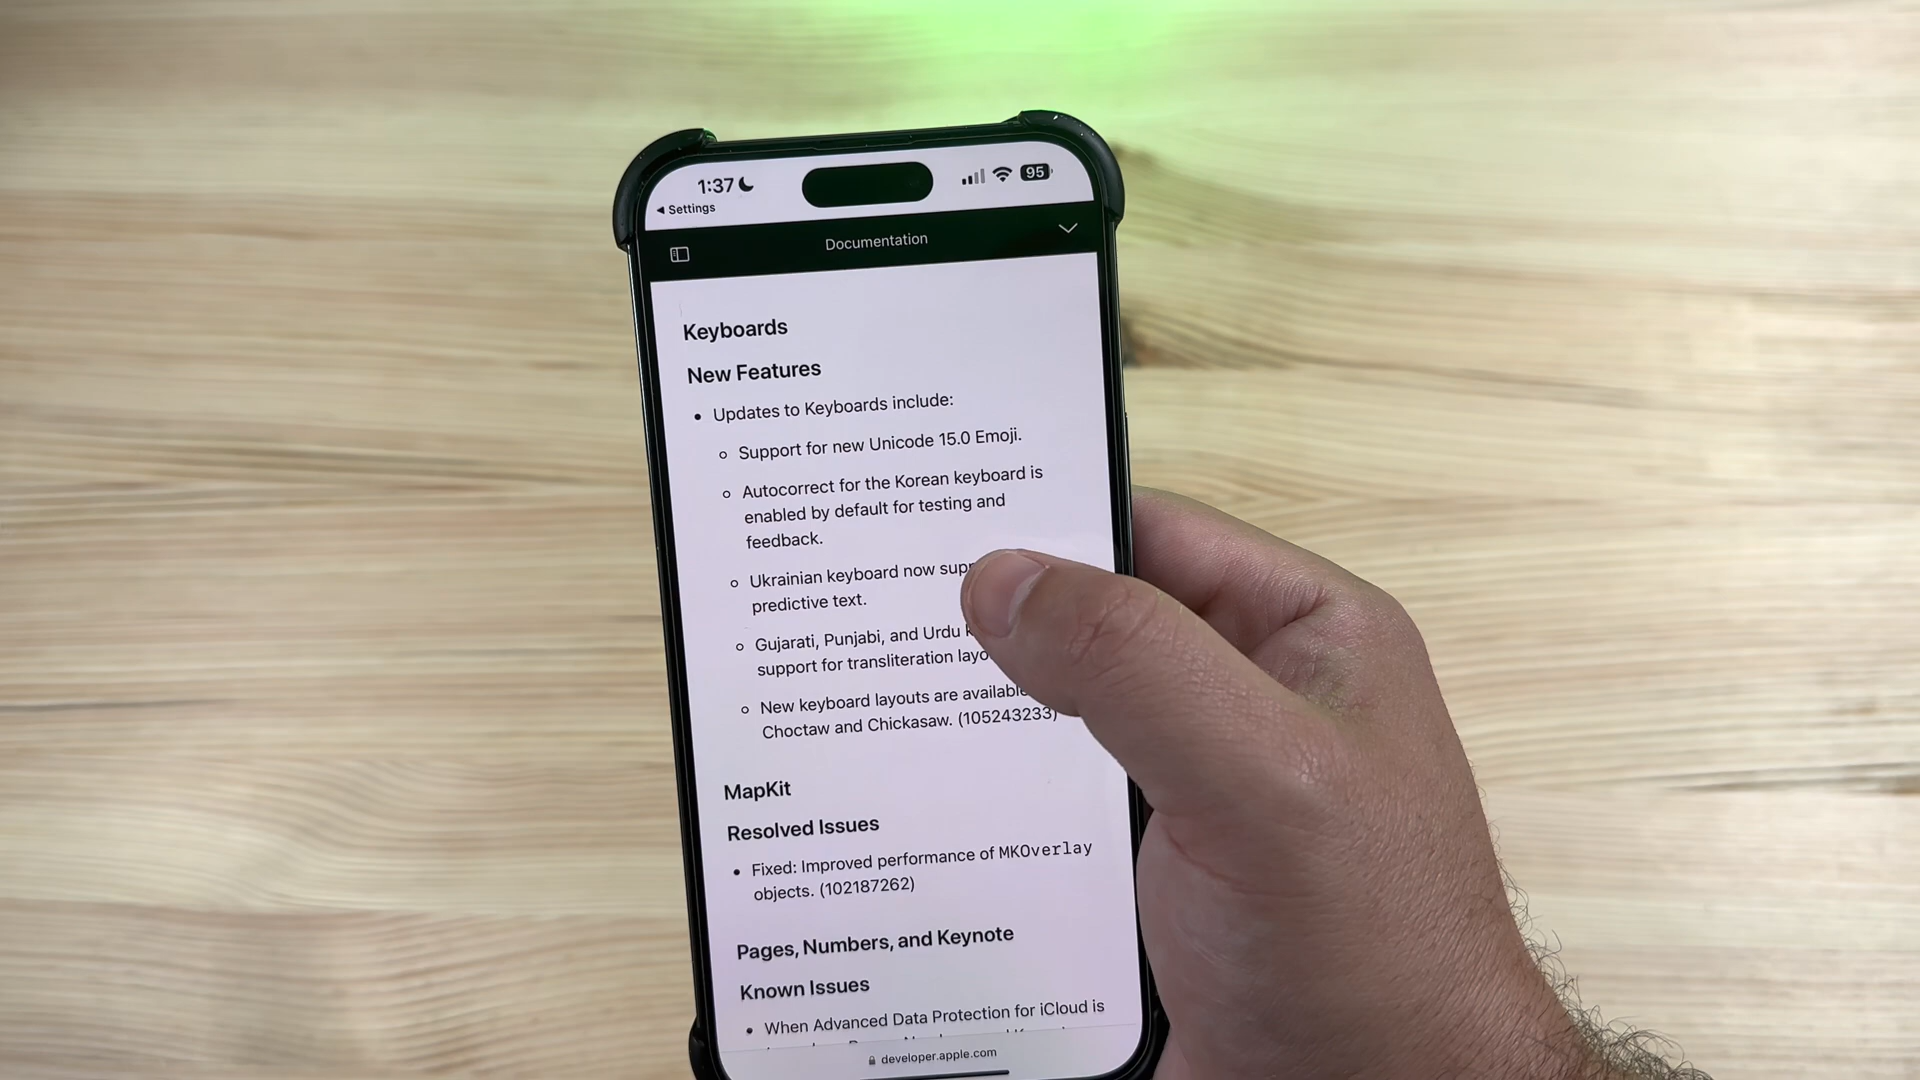 1:37
95
◀ Settings
Documentation
Keyboards
New Features
• Updates to Keyboards include:
◦ Support for new Unicode 15.0 Emoji.
◦ Autocorrect for the Korean keyboard is
enabled by default for testing and
feedback.
◦ Ukrainian keyboard now
predictive text.
◦ Gujarati, Punjabi, and Urdu
support for transliteration
◦ New keyboard layouts are available
Choctaw and Chickasaw. (105243233)
MapKit
Resolved Issues
• Fixed: Improved performance of MKOverlay
objects. (102187262)
Pages, Numbers, and Keynote
Known Issues
• When Advanced Data Protection for iCloud is
developer.apple.com